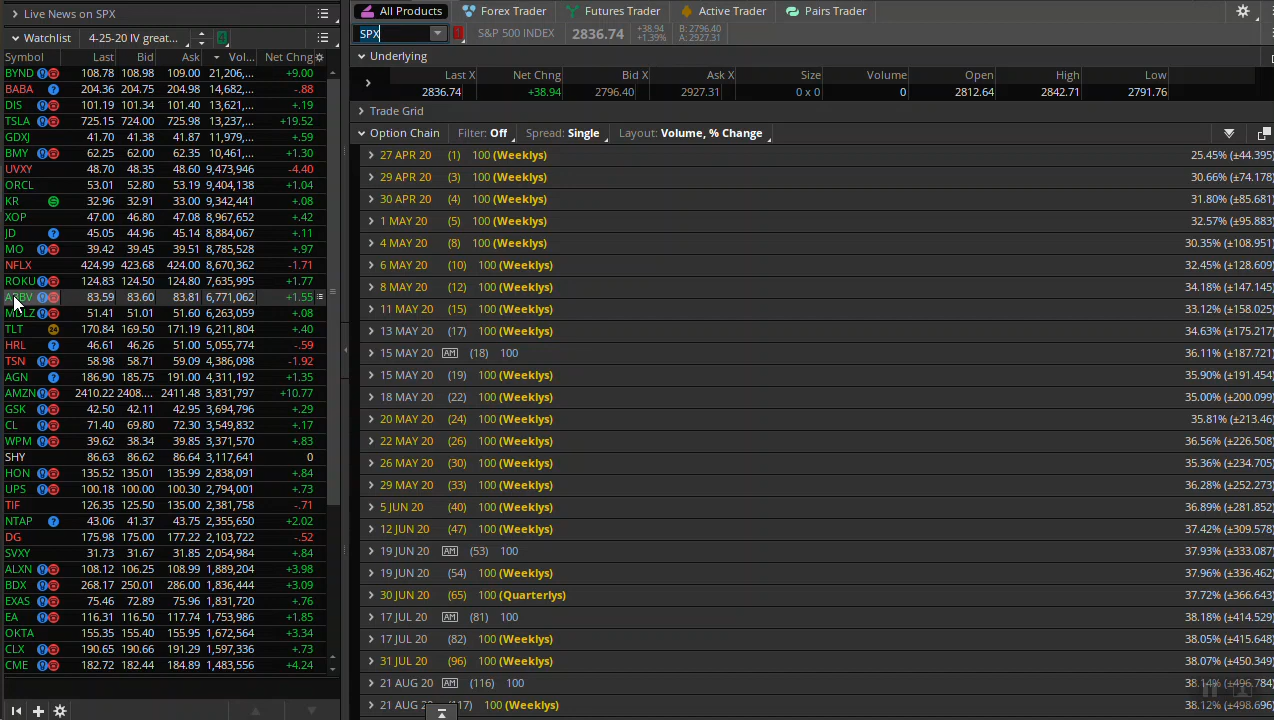 Live News on SPX
Watchlist 4-25-20 IV great... 4
Symbol Last Bid Ask Vol... Net Chng
BYND 108.78 108.98 109.00 21,206,... +9.00
BABA 204.36 204.75 204.98 14,682,... -.88
DIS 101.19 101.34 101.40 13,621,... +.19
TSLA 725.15 724.00 725.98 13,237,... +19.52
GDXJ 41.70 41.38 41.87 11,979,... +.59
BMY 62.25 62.00 62.35 10,461,... +1.30
UVXY 48.70 48.35 48.60 9,473,946 -4.40
ORCL 53.01 52.80 53.19 9,404,138 +1.04
KR 32.96 32.91 33.00 9,342,441 +.08
XOP 47.00 46.80 47.08 8,967,652 +.42
JD 45.05 44.96 45.14 8,884,067 +.11
MO 39.42 39.45 39.51 8,785,528 +.97
NFLX 424.99 423.68 424.00 8,670,362 -1.71
ROKU 124.83 124.50 124.80 7,635,995 +1.77
ABBV 83.59 83.60 83.81 6,771,062 +1.55
MDLZ 51.41 51.01 51.60 6,263,059 +.08
TLT 170.84 169.50 171.19 6,211,804 +.40
HRL 46.61 46.26 51.00 5,055,774 -.59
TSN 58.98 58.71 59.09 4,386,098 -1.92
AGN 186.90 185.75 191.00 4,311,192 +1.35
AMZN 2410.22 2408.... 2411.48 3,831,797 +10.77
GSK 42.50 42.11 42.95 3,694,796 +.29
CL 71.40 69.80 72.30 3,549,832 +.17
WPM 39.62 38.34 39.85 3,371,570 +.83
SHY 86.63 86.62 86.64 3,117,641 0
HON 135.52 135.01 135.99 2,838,091 +.84
UPS 100.18 100.00 100.30 2,794,001 +.73
TIF 126.35 125.50 135.00 2,381,758 -.71
NTAP 43.06 41.37 43.75 2,355,650 +2.02
DG 175.98 175.00 177.22 2,103,722 -.52
SVXY 31.73 31.67 31.85 2,054,984 +.84
ALXN 108.12 106.25 108.99 1,889,204 +3.98
BDX 268.17 250.01 286.00 1,836,444 +3.09
EXAS 75.46 72.89 75.96 1,831,720 +.76
EA 116.31 116.50 117.74 1,753,986 +1.85
OKTA 155.35 155.40 155.95 1,672,564 +3.34
CLX 190.65 190.66 191.29 1,597,336 +.73
CME 182.72 182.44 184.89 1,483,556 +4.24
All Products Forex Trader Futures Trader Active Trader Pairs Trader
SPX S&P 500 INDEX 2836.74 +38.94 +1.39% B: 2796.40 A: 2927.31
Underlying
Last X Net Chng Bid X Ask X Size Volume Open High Low
2836.74 +38.94 2796.40 2927.31 0 x 0 0 2812.64 2842.71 2791.76
Trade Grid
Option Chain Filter: Off Spread: Single Layout: Volume, % Change
27 APR 20 (1) 100 (Weeklys) 25.45% (±44.395)
29 APR 20 (3) 100 (Weeklys) 30.66% (±74.178)
30 APR 20 (4) 100 (Weeklys) 31.80% (±85.681)
1 MAY 20 (5) 100 (Weeklys) 32.57% (±95.883)
4 MAY 20 (8) 100 (Weeklys) 30.35% (±108.951)
6 MAY 20 (10) 100 (Weeklys) 32.45% (±128.609)
8 MAY 20 (12) 100 (Weeklys) 34.18% (±147.145)
11 MAY 20 (15) 100 (Weeklys) 33.12% (±158.025)
13 MAY 20 (17) 100 (Weeklys) 34.63% (±175.217)
15 MAY 20 AM (18) 100 36.11% (±187.721)
15 MAY 20 (19) 100 (Weeklys) 35.90% (±191.454)
18 MAY 20 (22) 100 (Weeklys) 35.00% (±200.099)
20 MAY 20 (24) 100 (Weeklys) 35.81% (±213.46)
22 MAY 20 (26) 100 (Weeklys) 36.56% (±226.508)
26 MAY 20 (30) 100 (Weeklys) 35.36% (±234.705)
29 MAY 20 (33) 100 (Weeklys) 36.28% (±252.273)
5 JUN 20 (40) 100 (Weeklys) 36.89% (±281.852)
12 JUN 20 (47) 100 (Weeklys) 37.42% (±309.578)
19 JUN 20 AM (53) 100 37.93% (±333.087)
19 JUN 20 (54) 100 (Weeklys) 37.96% (±336.462)
30 JUN 20 (65) 100 (Quarterlys) 37.72% (±366.643)
17 JUL 20 AM (81) 100 38.18% (±414.529)
17 JUL 20 (82) 100 (Weeklys) 38.05% (±415.648)
31 JUL 20 (96) 100 (Weeklys) 38.07% (±450.349)
21 AUG 20 AM (116) 100 38.14% (±496.784)
21 AUG 2 117) 100 (Weeklys) 38.12% (±498.696)